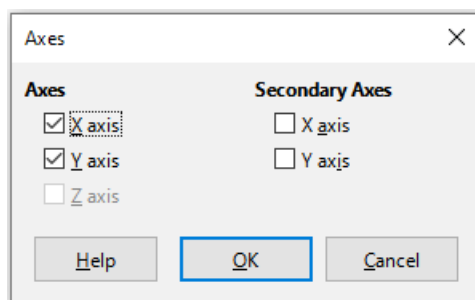 Axes
Axes
X axis
Y axis
Z axis
Secondary Axes
X axis
Y axis
Help
OK
Cancel